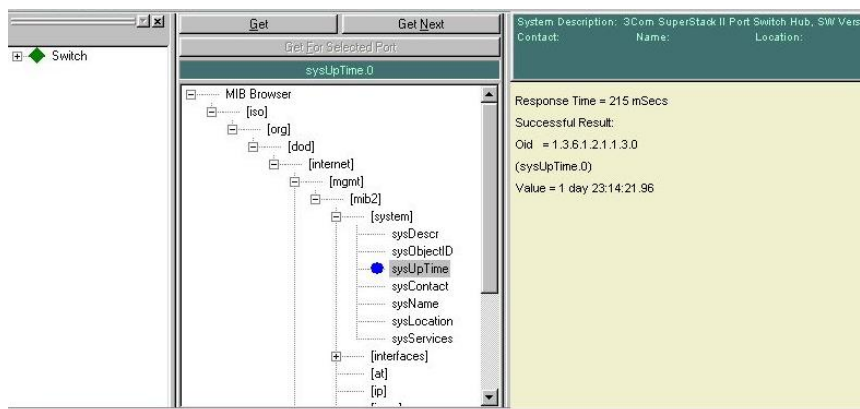 Switch
Get
Get Next
Get For Selected Port
sysUpTime.0
MIB Browser
[iso]
[org]
[dod]
[internet]
[mgmt]
[mib2]
[system]
sysDescr
sysObjectID
sysUpTime
sysContact
sysName
sysLocation
sysServices
[interfaces]
[at]
[ip]
System Description: 3Com SuperStack II Port Switch Hub, SW Vers
Contact: Name: Location:
Response Time = 215 mSecs
Successful Result:
Oid = 1.3.6.1.2.1.1.3.0
(sysUpTime.0)
Value = 1 day 23:14:21.96